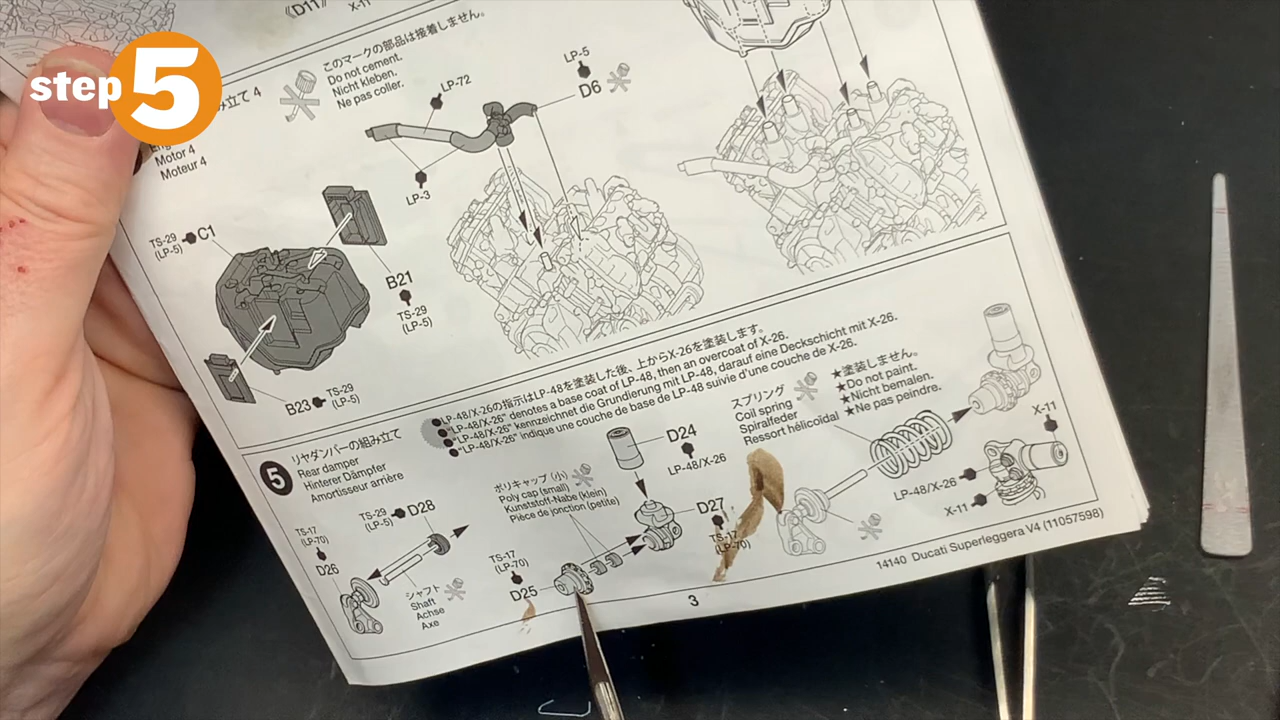 step 5
《D11》
X-11
み立て 4
Motor 4
Moteur 4
このマークの部品は接着しません。
Do not cement.
Nicht kleben.
Ne pas coller.
LP-72
LP-5
D6
LP-3
TS-29
(LP-5)
C1
B21
TS-29
(LP-5)
B23
TS-29
(LP-5)
●LP-48/X-26の指示はLP-48を塗装した後、上からX-26を塗装します。
●"LP-48/X-26" denotes a base coat of LP-48, then an overcoat of X-26.
●"LP-48/X-26" kennzeichnet die Grundierung mit LP-48, darauf eine Deckschicht mit X-26.
●"LP-48/X-26" indique une couche de base de LP-48 suivie d'une couche de X-26.
5
リヤダンパーの組み立て
Rear damper
Hinterer Dämpfer
Amortisseur arrière
TS-17
(LP-70)
D26
TS-29
(LP-5)
D28
シャフト
Shaft
Achse
Axe
ポリキャップ (小)
Poly cap (small)
Kunststoff-Nabe (klein)
Pièce de jonction (petite)
TS-17
(LP-70)
D25
D24
LP-48/X-26
D27
TS-17
(LP-70)
スプリング
Coil spring
Spiralfeder
Ressort hélicoïdal
★塗装しません。
★Do not paint.
★Nicht bemalen.
★Ne pas peindre.
X-11
LP-48/X-26
X-11
3
14140 Ducati Superleggera V4 (11057598)